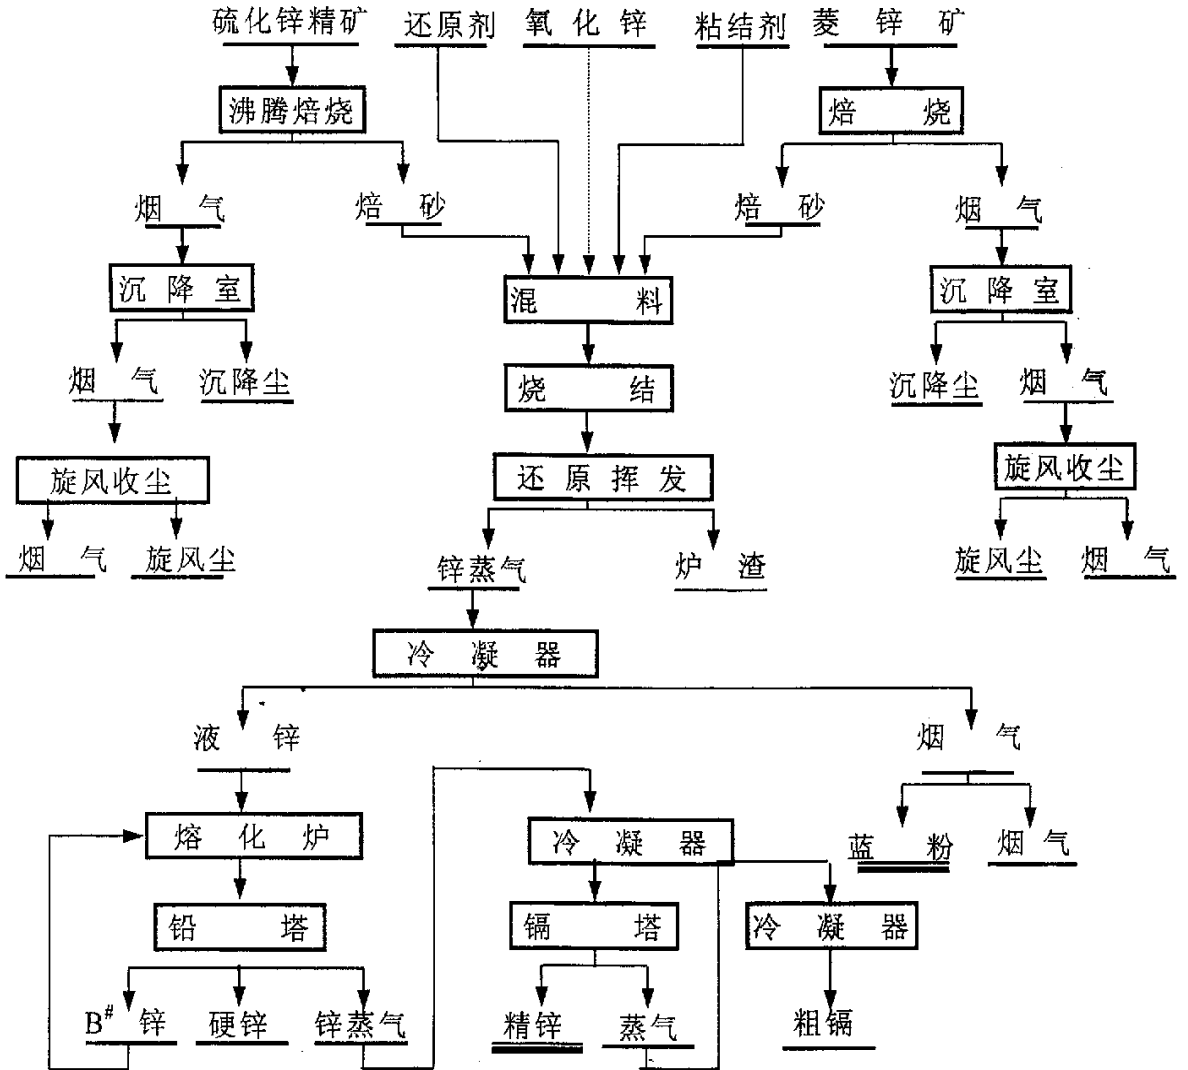 硫化锌精矿 还原剂 氧化锌 粘结剂 菱锌矿
沸腾焙烧 焙烧
烟气 焙砂 焙砂 烟气
沉降室 混料 沉降室
烟气 沉降尘 烧结 沉降尘 烟气
旋风收尘 还原挥发 旋风收尘
烟气 旋风尘 锌蒸气 炉渣 旋风尘 烟气
冷凝器
液锌 烟气
熔化炉 冷凝器 蓝粉 烟气
铅塔 镉塔 冷凝器
B# 锌 硬锌 锌蒸气 精锌 蒸气 粗镉